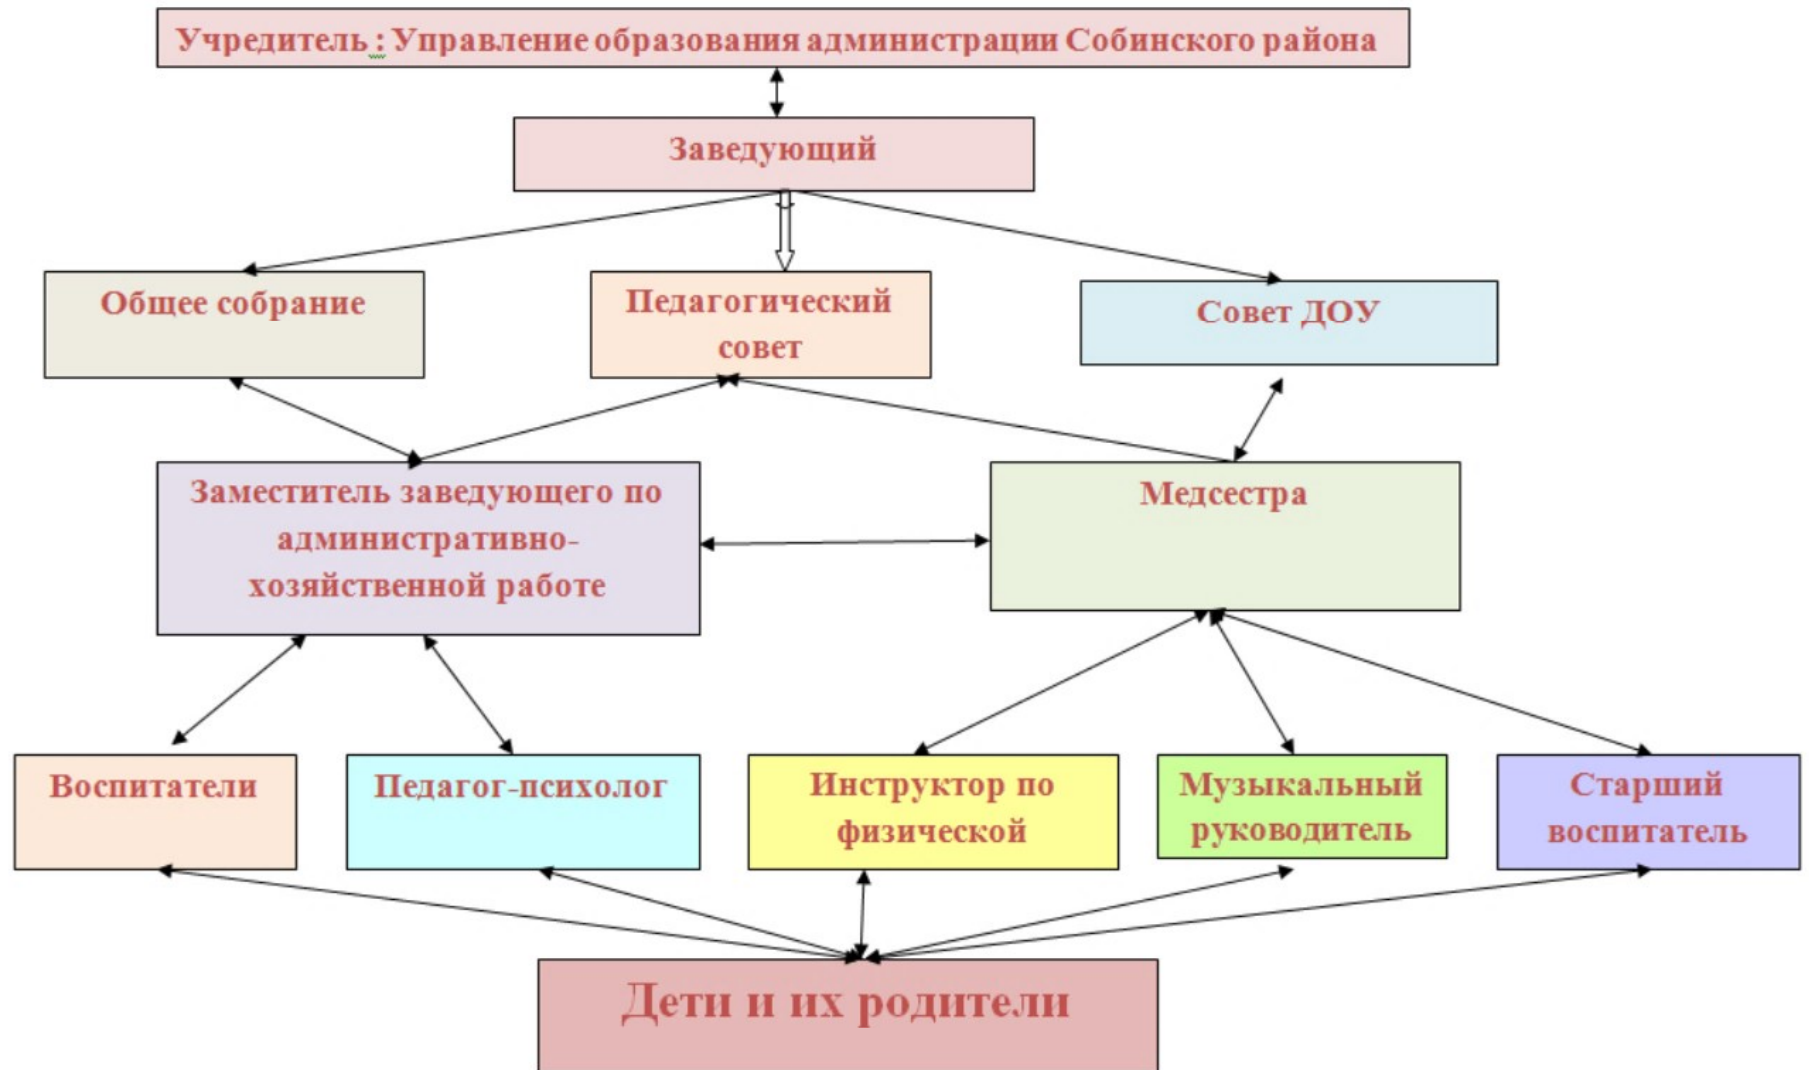 Учредитель : Управление образования администрации Собинского района
Заведующий
Общее собрание
Педагогический
совет
Совет ДОУ
Заместитель заведующего по
административно-
хозяйственной работе
Медсестра
Воспитатели
Педагог-психолог
Инструктор по
физической
Музыкальный
руководитель
Старший
воспитатель
Дети и их родители